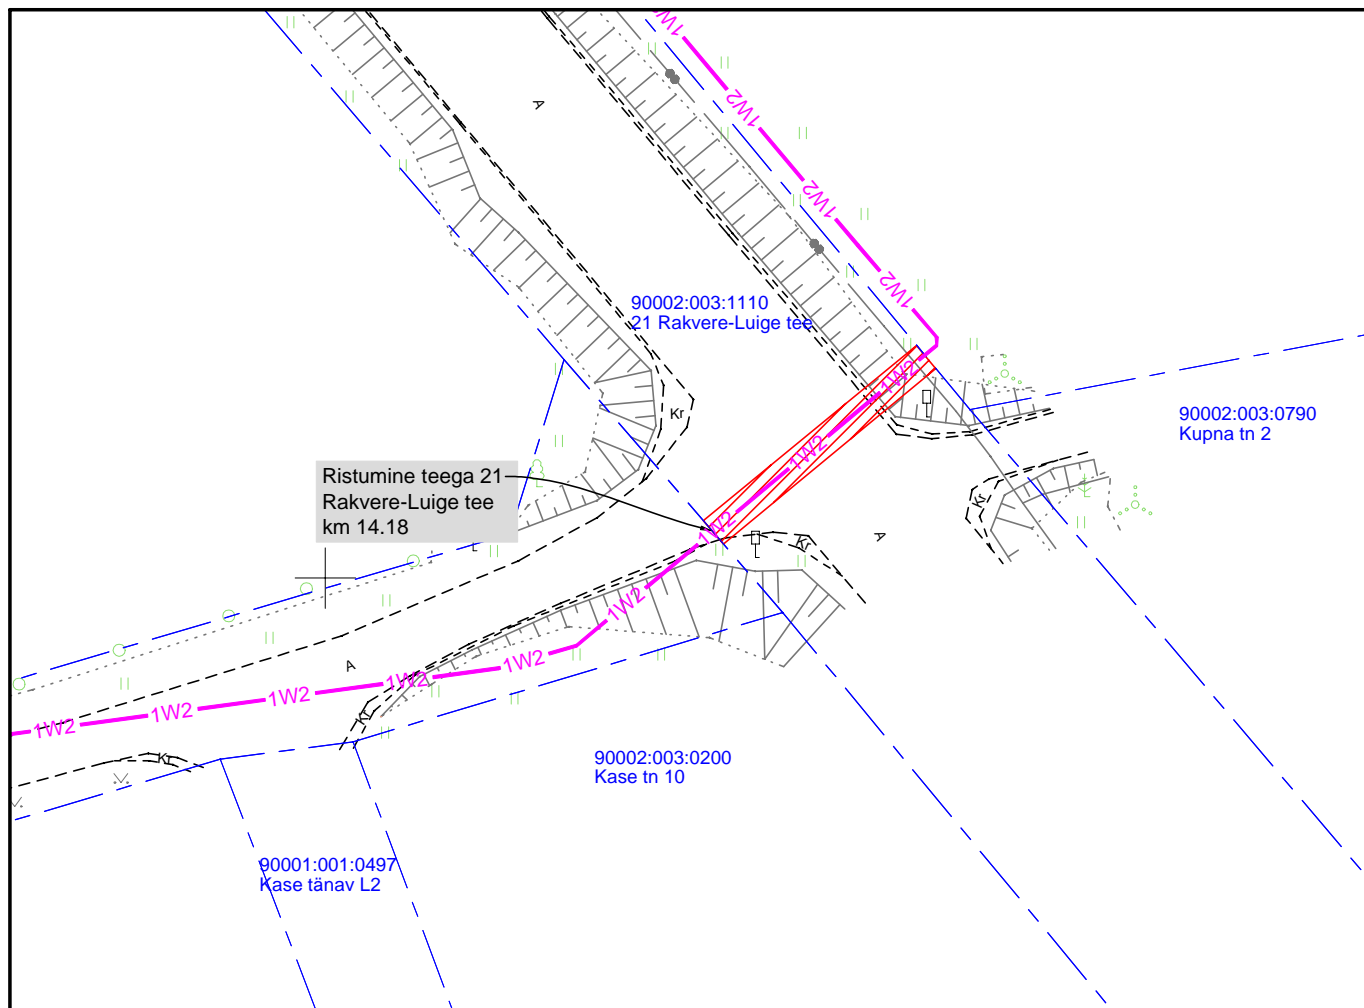 1W2
A
1W2
1W2
1W2
90002:003:1110
21 Rakvere-Luige tee
1W2
Kr
90002:003:0790
Kupna tn 2
1W2
Ristumine teega 21
Rakvere-Luige tee
km 14.18
Kr
1W2
A
Kr
1W2
A
1W2
1W2
1W2
1W2
Kr
1W2
Kr
90002:003:0200
Kase tn 10
90001:001:0497
Kase tänav L2